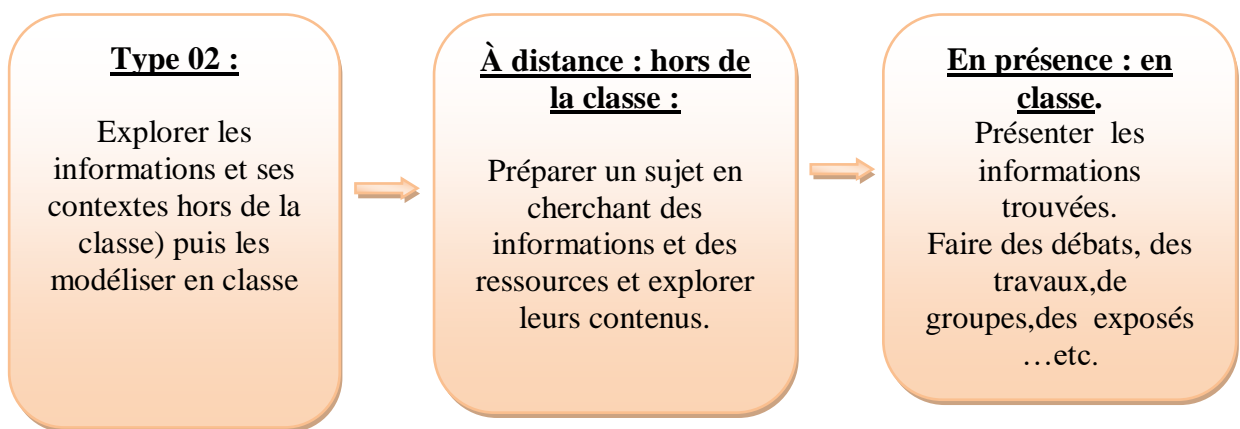 Type 02 :
Explorer les
informations et ses
contextes hors de la
classe) puis les
modéliser en classe
À distance : hors de
la classe :
Préparer un sujet en
cherchant des
informations et des
ressources et explorer
leurs contenus.
En présence : en
classe.
Présenter les
informations
trouvées.
Faire des débats, des
travaux,de
groupes,des exposés
…etc.